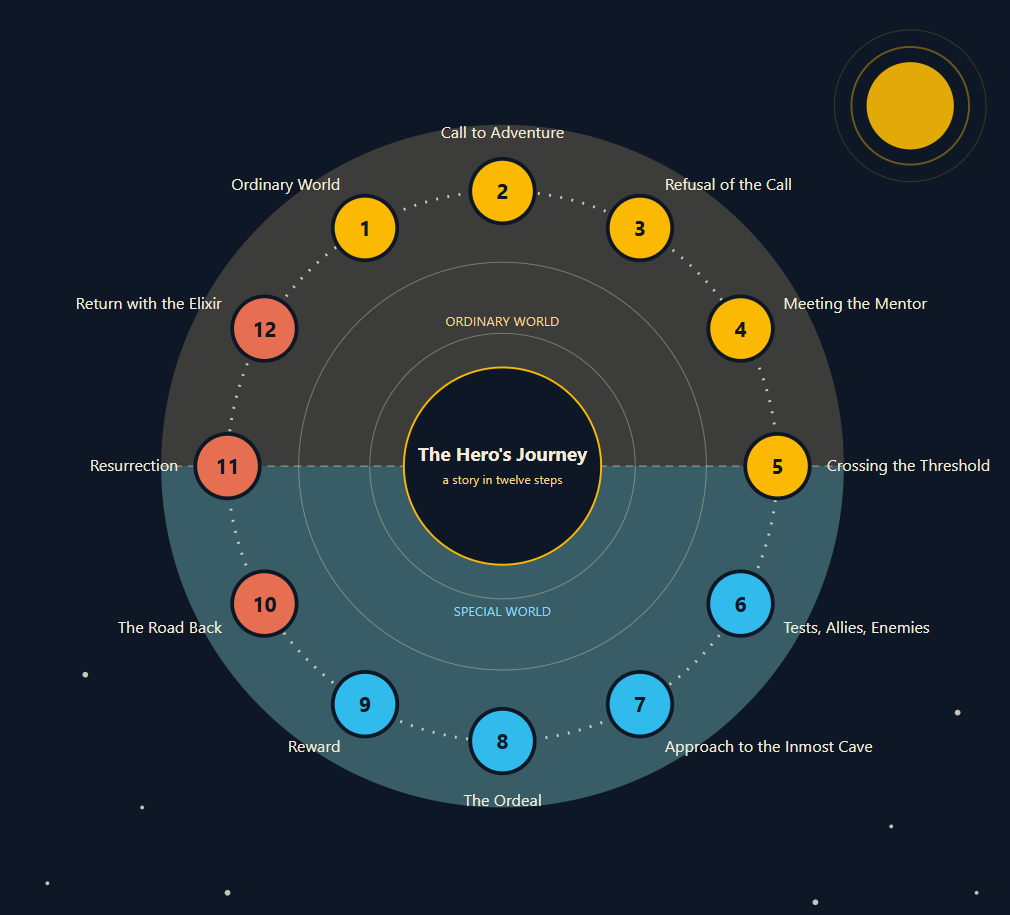 Call to Adventure
2
Ordinary World
1
Refusal of the Call
3
Return with the Elixir
12
Meeting the Mentor
4
ORDINARY WORLD
The Hero's Journey
a story in twelve steps
Resurrection
11
5
Crossing the Threshold
SPECIAL WORLD
10
The Road Back
6
Tests, Allies, Enemies
9
Reward
7
Approach to the Inmost Cave
8
The Ordeal